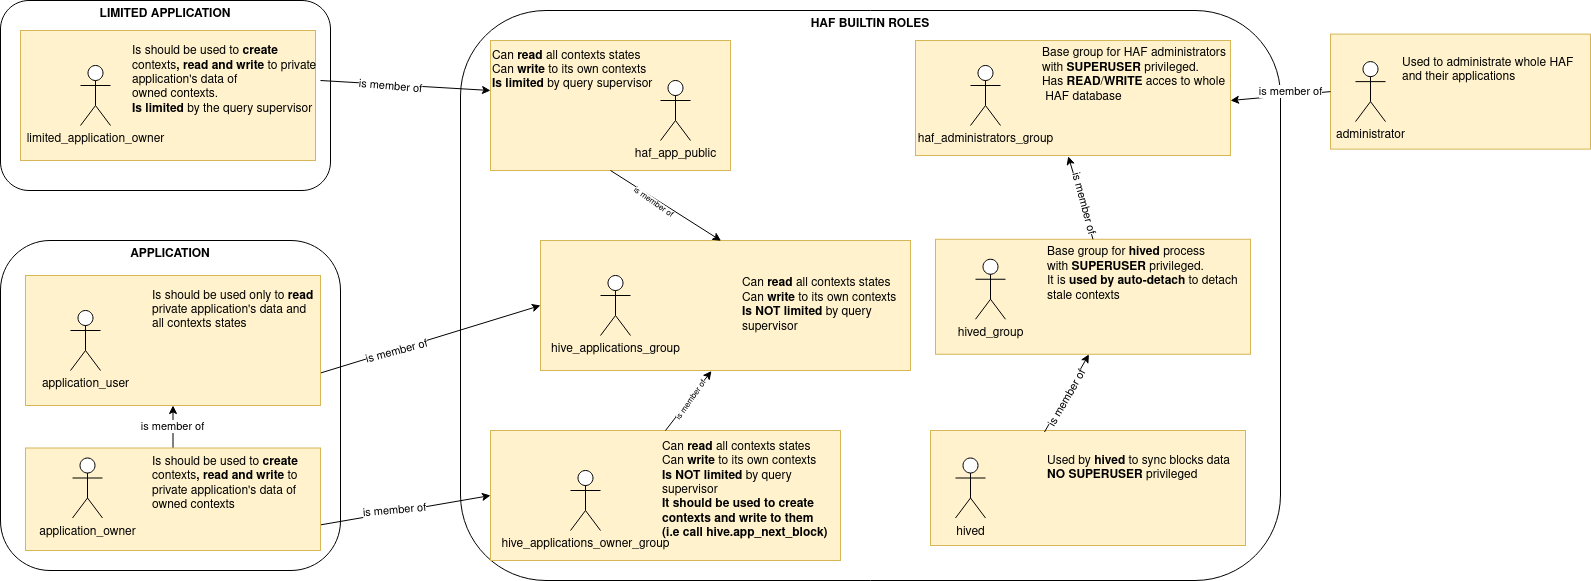 LIMITED APPLICATION
Is should be used to create
contexts, read and write to private
application's data of
owned contexts.
Is limited by the query supervisor
limited_application_owner
is member of
APPLICATION
Is should be used only to read
private application's data and
all contexts states
application_user
is member of
is member of
Is should be used to create
contexts, read and write to
private application's data of
owned contexts
application_owner
is member of
HAF BUILTIN ROLES
Can read all contexts states
Can write to its own contexts
Is limited by query supervisor
haf_app_public
is member of
Can read all contexts states
Can write to its own contexts
Is NOT limited by query
supervisor
hive_applications_group
is member of
Can read all contexts states
Can write to its own contexts
Is NOT limited by query
supervisor
It should be used to create
contexts and write to them
(i.e call hive.app_next_block)
hive_applications_owner_group
Base group for HAF administrators
with SUPERUSER privileged.
Has READ/WRITE acces to whole
HAF database
haf_administrators_group
is member of
Base group for hived process
with SUPERUSER privileged.
It is used by auto-detach to detach
stale contexts
hived_group
is member of
Used by hived to sync blocks data
NO SUPERUSER privileged
hived
is member of
Used to administrate whole HAF
and their applications
administrator